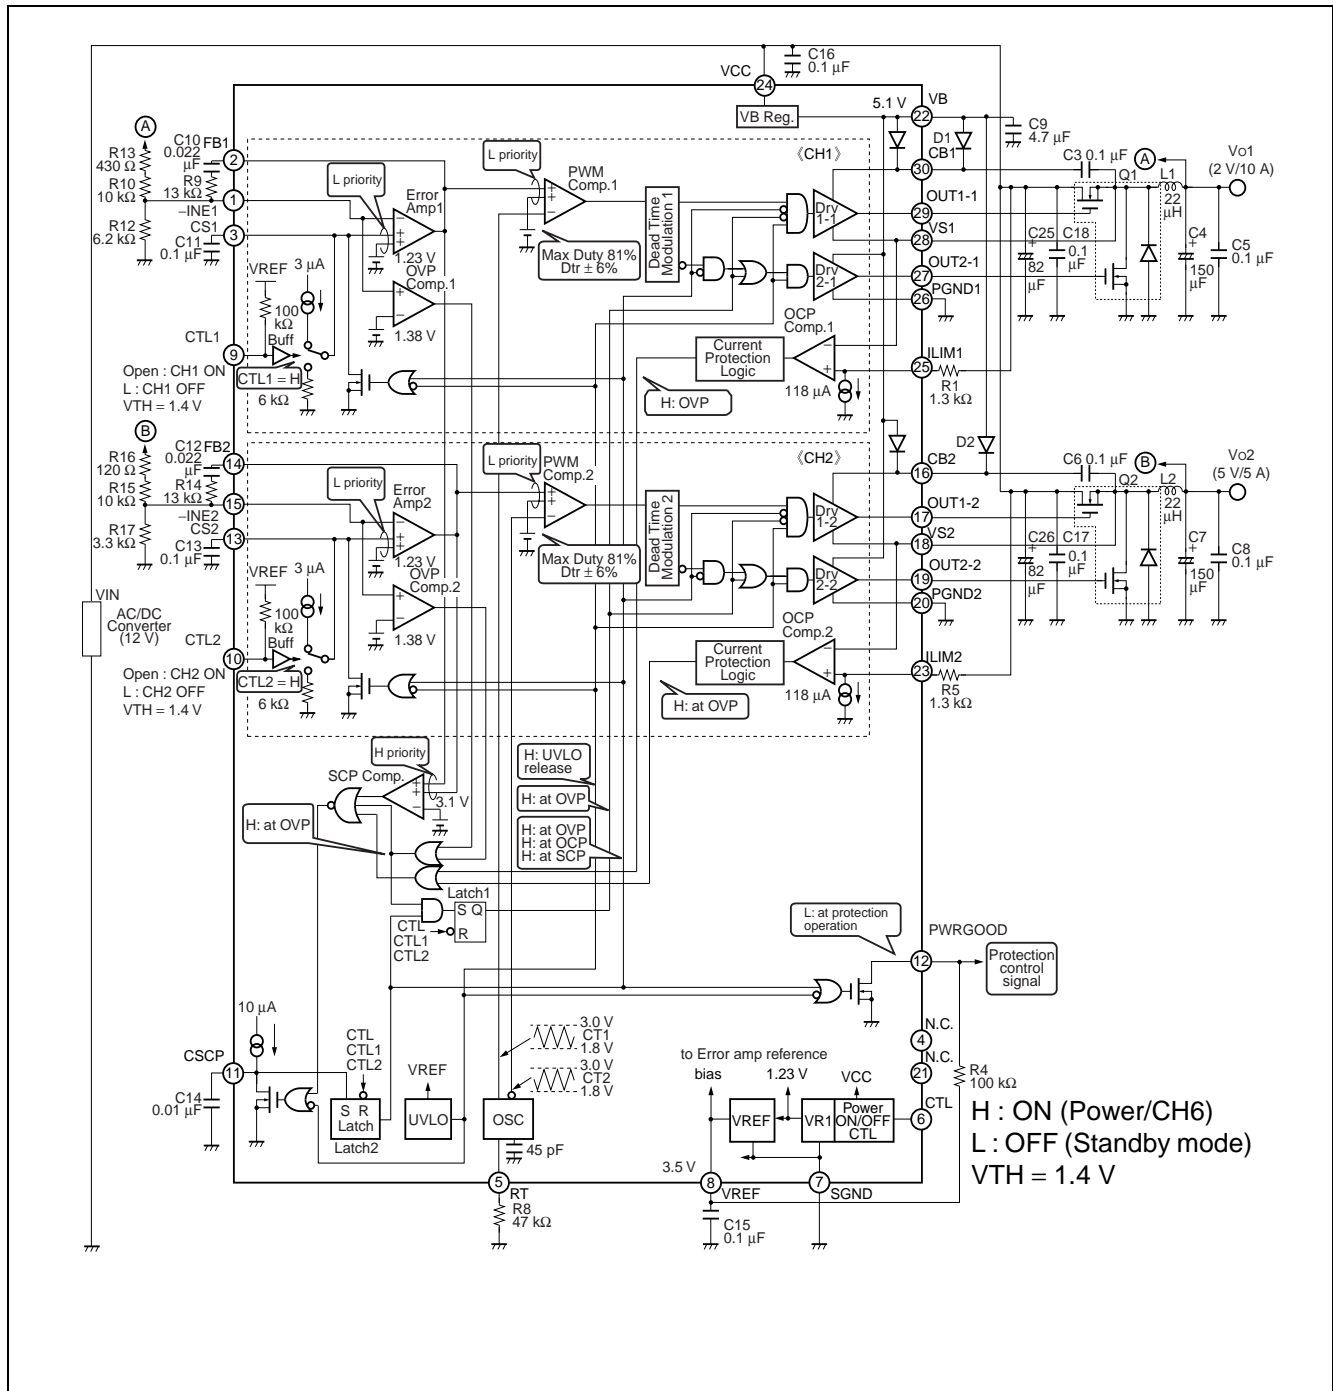 C16
0.1 µF
VCC
24
VB Reg.
5.1 V
VB
22
C9
4.7 µF
D1
CB1
30
A
R13
430 Ω
R10
10 kΩ
R12
6.2 kΩ
C10
0.022
µF
FB1
2
R9
13 kΩ
1
–INE1
CS1
3
C11
0.1 µF
L priority
Error
Amp1
1.23 V
OVP
Comp.1
1.38 V
VREF
3 µA
100
kΩ
Buff
CTL1
9
CTL1 = H
6 kΩ
Open : CH1 ON
L : CH1 OFF
VTH = 1.4 V
L priority
PWM
Comp.1
Max Duty 81%
Dtr ± 6%
Dead Time
Modulation 1
《CH1》
Drv
1-1
Drv
2-1
OUT1-1
29
VS1
28
OUT2-1
27
PGND1
26
OCP
Comp.1
Current
Protection
Logic
118 µA
ILIM1
25
R1
1.3 kΩ
H: OVP
C3 0.1 µF
Q1
A
L1
22
µH
Vo1
(2 V/10 A)
C25
82
µF
C18
0.1
µF
C4
150
µF
C5
0.1 µF
B
R16
120 Ω
R15
10 kΩ
R17
3.3 kΩ
C12
0.022
µF
FB2
14
R14
13 kΩ
15
–INE2
CS2
13
C13
0.1 µF
L priority
Error
Amp2
1.23 V
OVP
Comp.2
1.38 V
VREF
3 µA
100
kΩ
Buff
CTL2
10
CTL2 = H
6 kΩ
Open : CH2 ON
L : CH2 OFF
VTH = 1.4 V
VIN
AC/DC
Converter
(12 V)
L priority
PWM
Comp.2
Max Duty 81%
Dtr ± 6%
Dead Time
Modulation 2
《CH2》
Drv
1-2
Drv
2-2
D2
CB2
16
OUT1-2
17
VS2
18
OUT2-2
19
PGND2
20
OCP
Comp.2
Current
Protection
Logic
118 µA
ILIM2
23
R5
1.3 kΩ
H: at OVP
C6 0.1 µF
Q2
B
L2
22
µH
Vo2
(5 V/5 A)
C26
82
µF
C17
0.1
µF
C7
150
µF
C8
0.1 µF
H priority
SCP Comp.
3.1 V
H: UVLO
release
H: at OVP
H: at OVP
H: at OCP
H: at SCP
H: at OVP
Latch1
S Q
R
CTL
CTL1
CTL2
L: at protection
operation
PWRGOOD
12
Protection
control
signal
10 µA
CSCP
11
C14
0.01 µF
CTL
CTL1
CTL2
S R
Latch
Latch2
VREF
UVLO
OSC
45 pF
3.0 V
CT1
1.8 V
3.0 V
CT2
1.8 V
to Error amp reference
bias
1.23 V
VCC
VREF
VR1
Power
ON/OFF
CTL
N.C.
4
N.C.
21
CTL
6
R4
100 kΩ
H : ON (Power/CH6)
L : OFF (Standby mode)
VTH = 1.4 V
5
RT
R8
47 kΩ
3.5 V
8
VREF
C15
0.1 µF
7
SGND